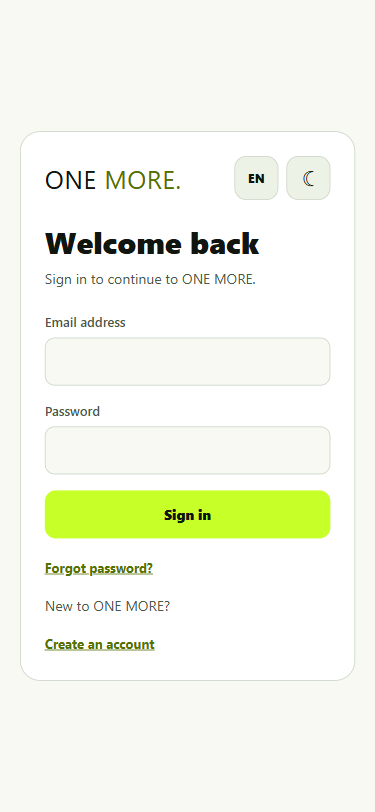 ONE MORE.
EN
Welcome back
Sign in to continue to ONE MORE.
Email address
Password
Sign in
Forgot password?
New to ONE MORE?
Create an account